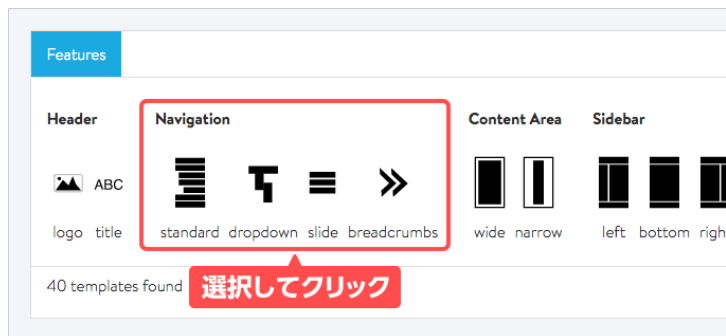 Features
Header
Navigation
Content Area
Sidebar
ABC
logo title
standard dropdown slide breadcrumbs
wide narrow
left bottom
40 templates found
選択してクリック